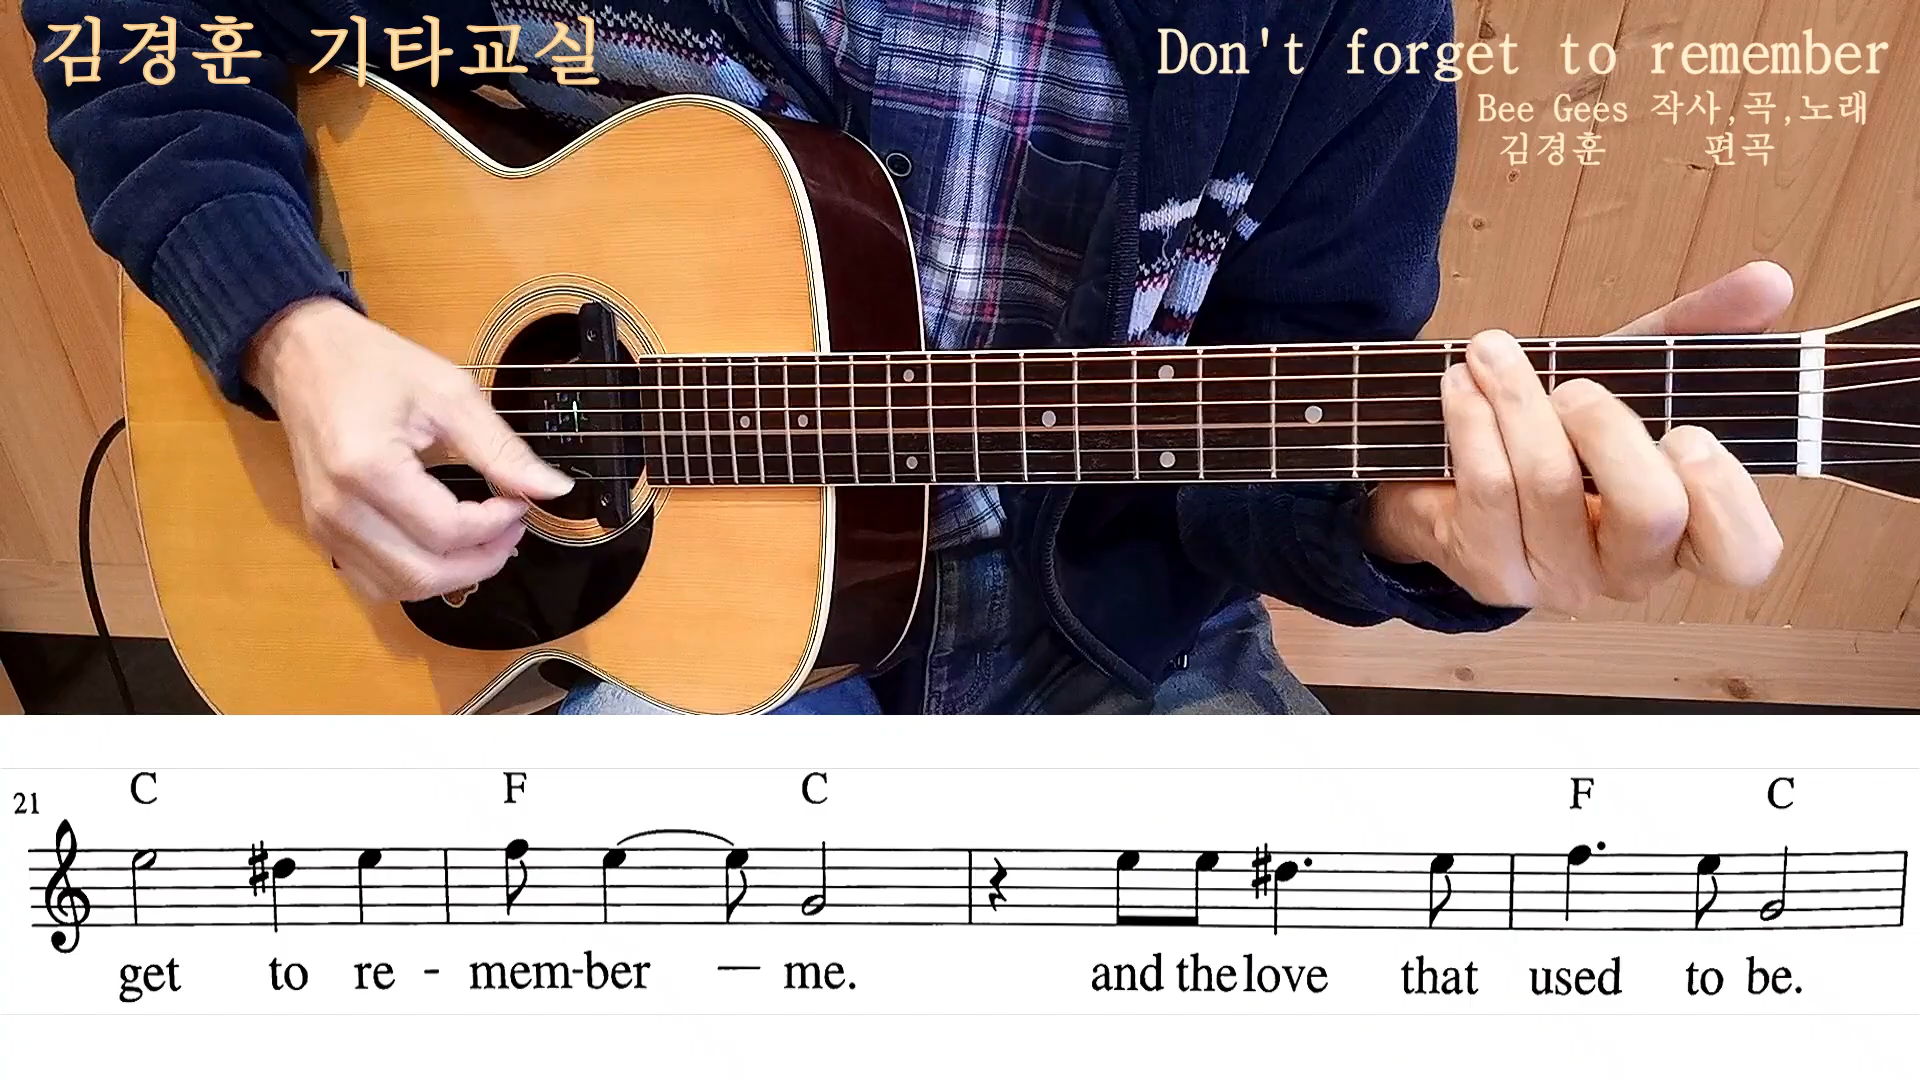 김경훈 기타교실
Don't forget to remember
Bee Gees 작사,곡,노래
김경훈 편곡
C F C F C
21
get to re - mem-ber — me. and the love that used to be.